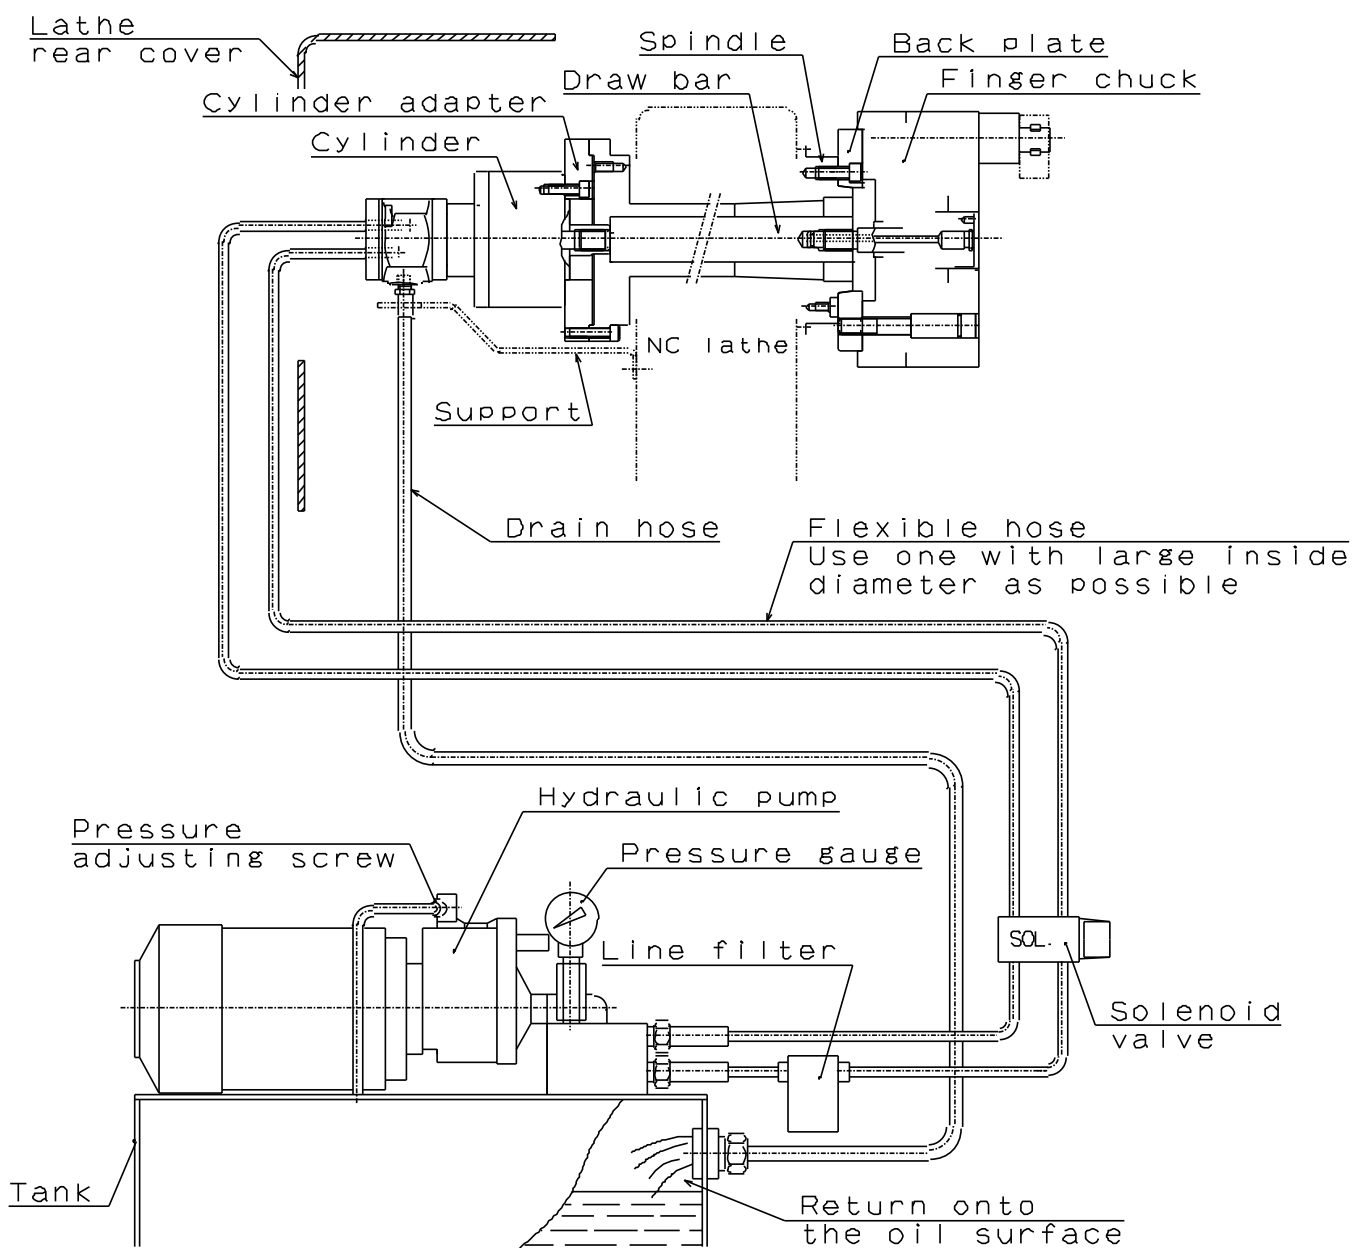 Lathe
rear cover
Spindle
Back plate
Draw bar
Finger chuck
Cylinder adapter
Cylinder
NC lathe
Support
Drain hose
Flexible hose
Use one with large inside
diameter as possible
Hydraulic pump
Pressure
adjusting screw
Pressure gauge
Line filter
SOL.
Solenoid
valve
Tank
Return onto
the oil surface